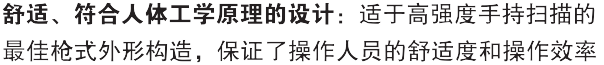 舒适、符合人体工学原理的设计：适于高强度手持扫描的
最佳枪式外形构造，保证了操作人员的舒适度和操作效率